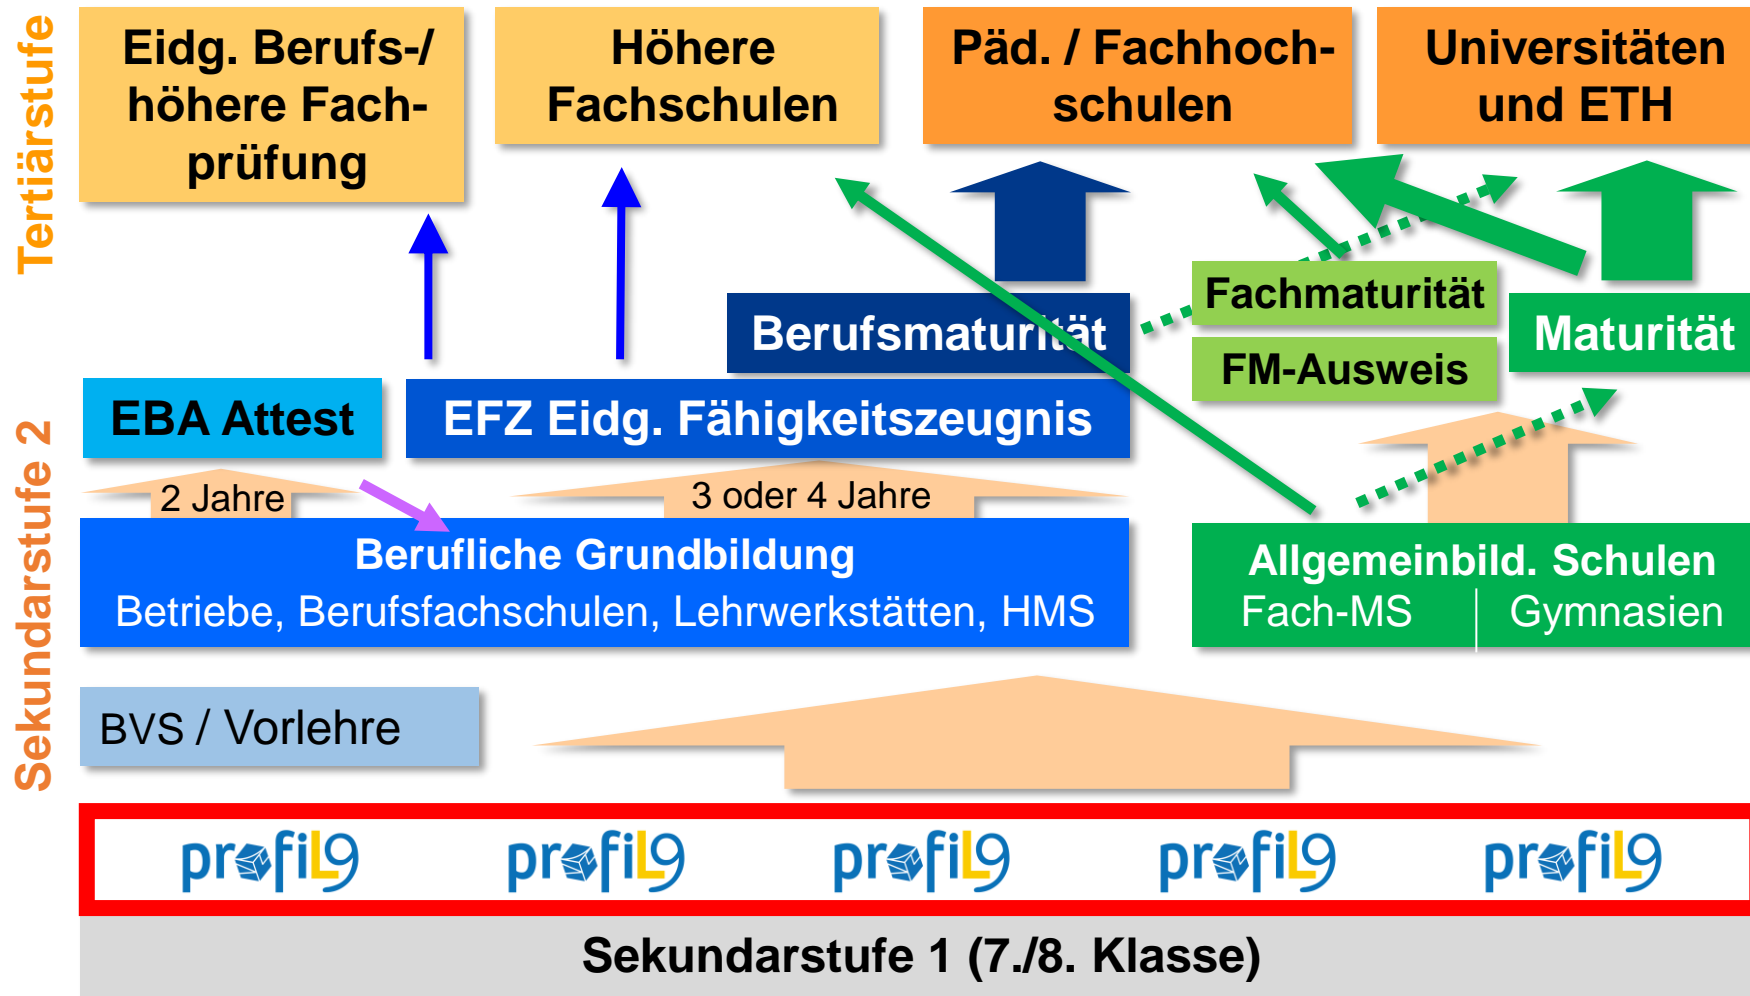 Tertiärstufe
Eidg. Berufs-/
höhere Fach-
prüfung
Höhere
Fachschulen
Päd. / Fachhoch-
schulen
Universitäten
und ETH
Fachmaturität
Berufsmaturität
Maturität
FM-Ausweis
Sekundarstufe 2
EBA Attest
EFZ Eidg. Fähigkeitszeugnis
2 Jahre
3 oder 4 Jahre
Berufliche Grundbildung
Betriebe, Berufsfachschulen, Lehrwerkstätten, HMS
Allgemeinbild. Schulen
Fach-MS
Gymnasien
BVS / Vorlehre
profiL9
profiL9
profiL9
profiL9
profiL9
Sekundarstufe 1 (7./8. Klasse)